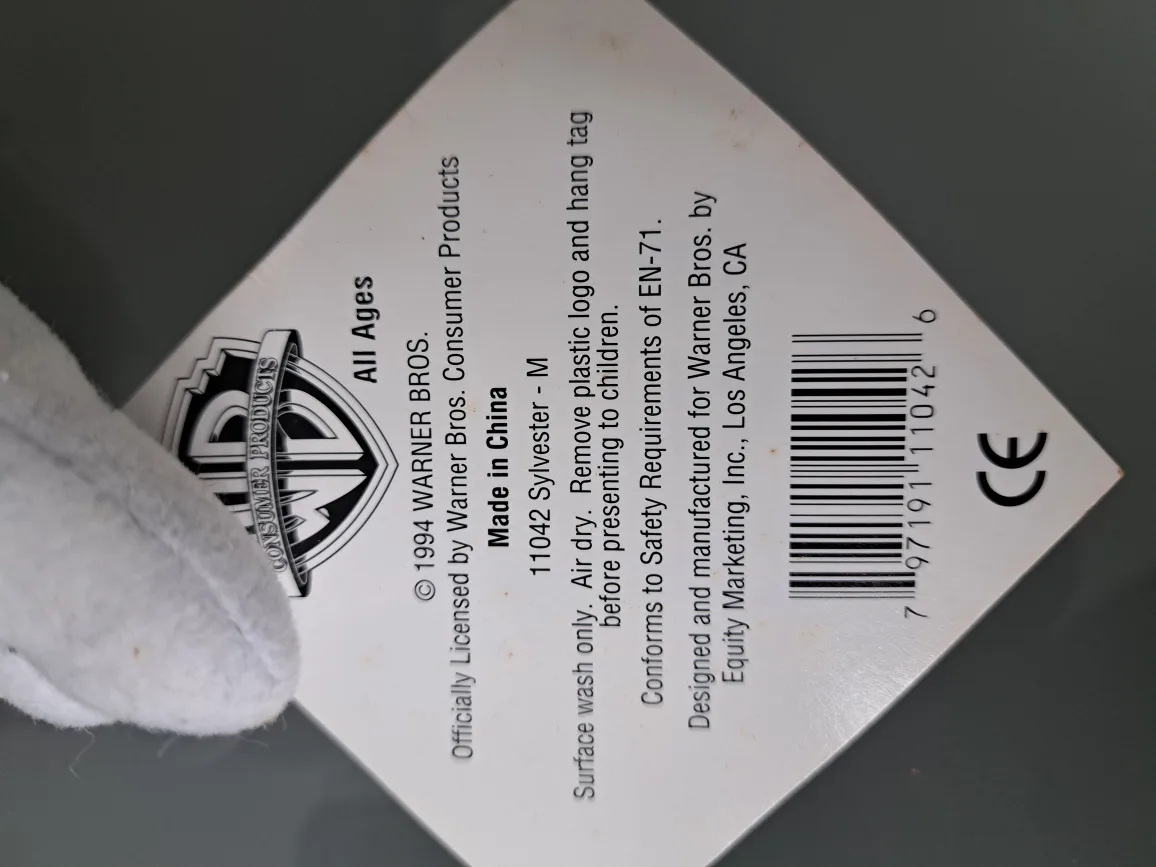 CONSUMER PRODUCTS
All Ages
© 1994 WARNER BROS.
Officially Licensed by Warner Bros. Consumer Products
Made in China
11042 Sylvester - M
Surface wash only. Air dry. Remove plastic logo and hang tag
before presenting to children.
Conforms to Safety Requirements of EN-71.
Designed and manufactured for Warner Bros. by
Equity Marketing, Inc., Los Angeles, CA
7 97191 11042 6
CE